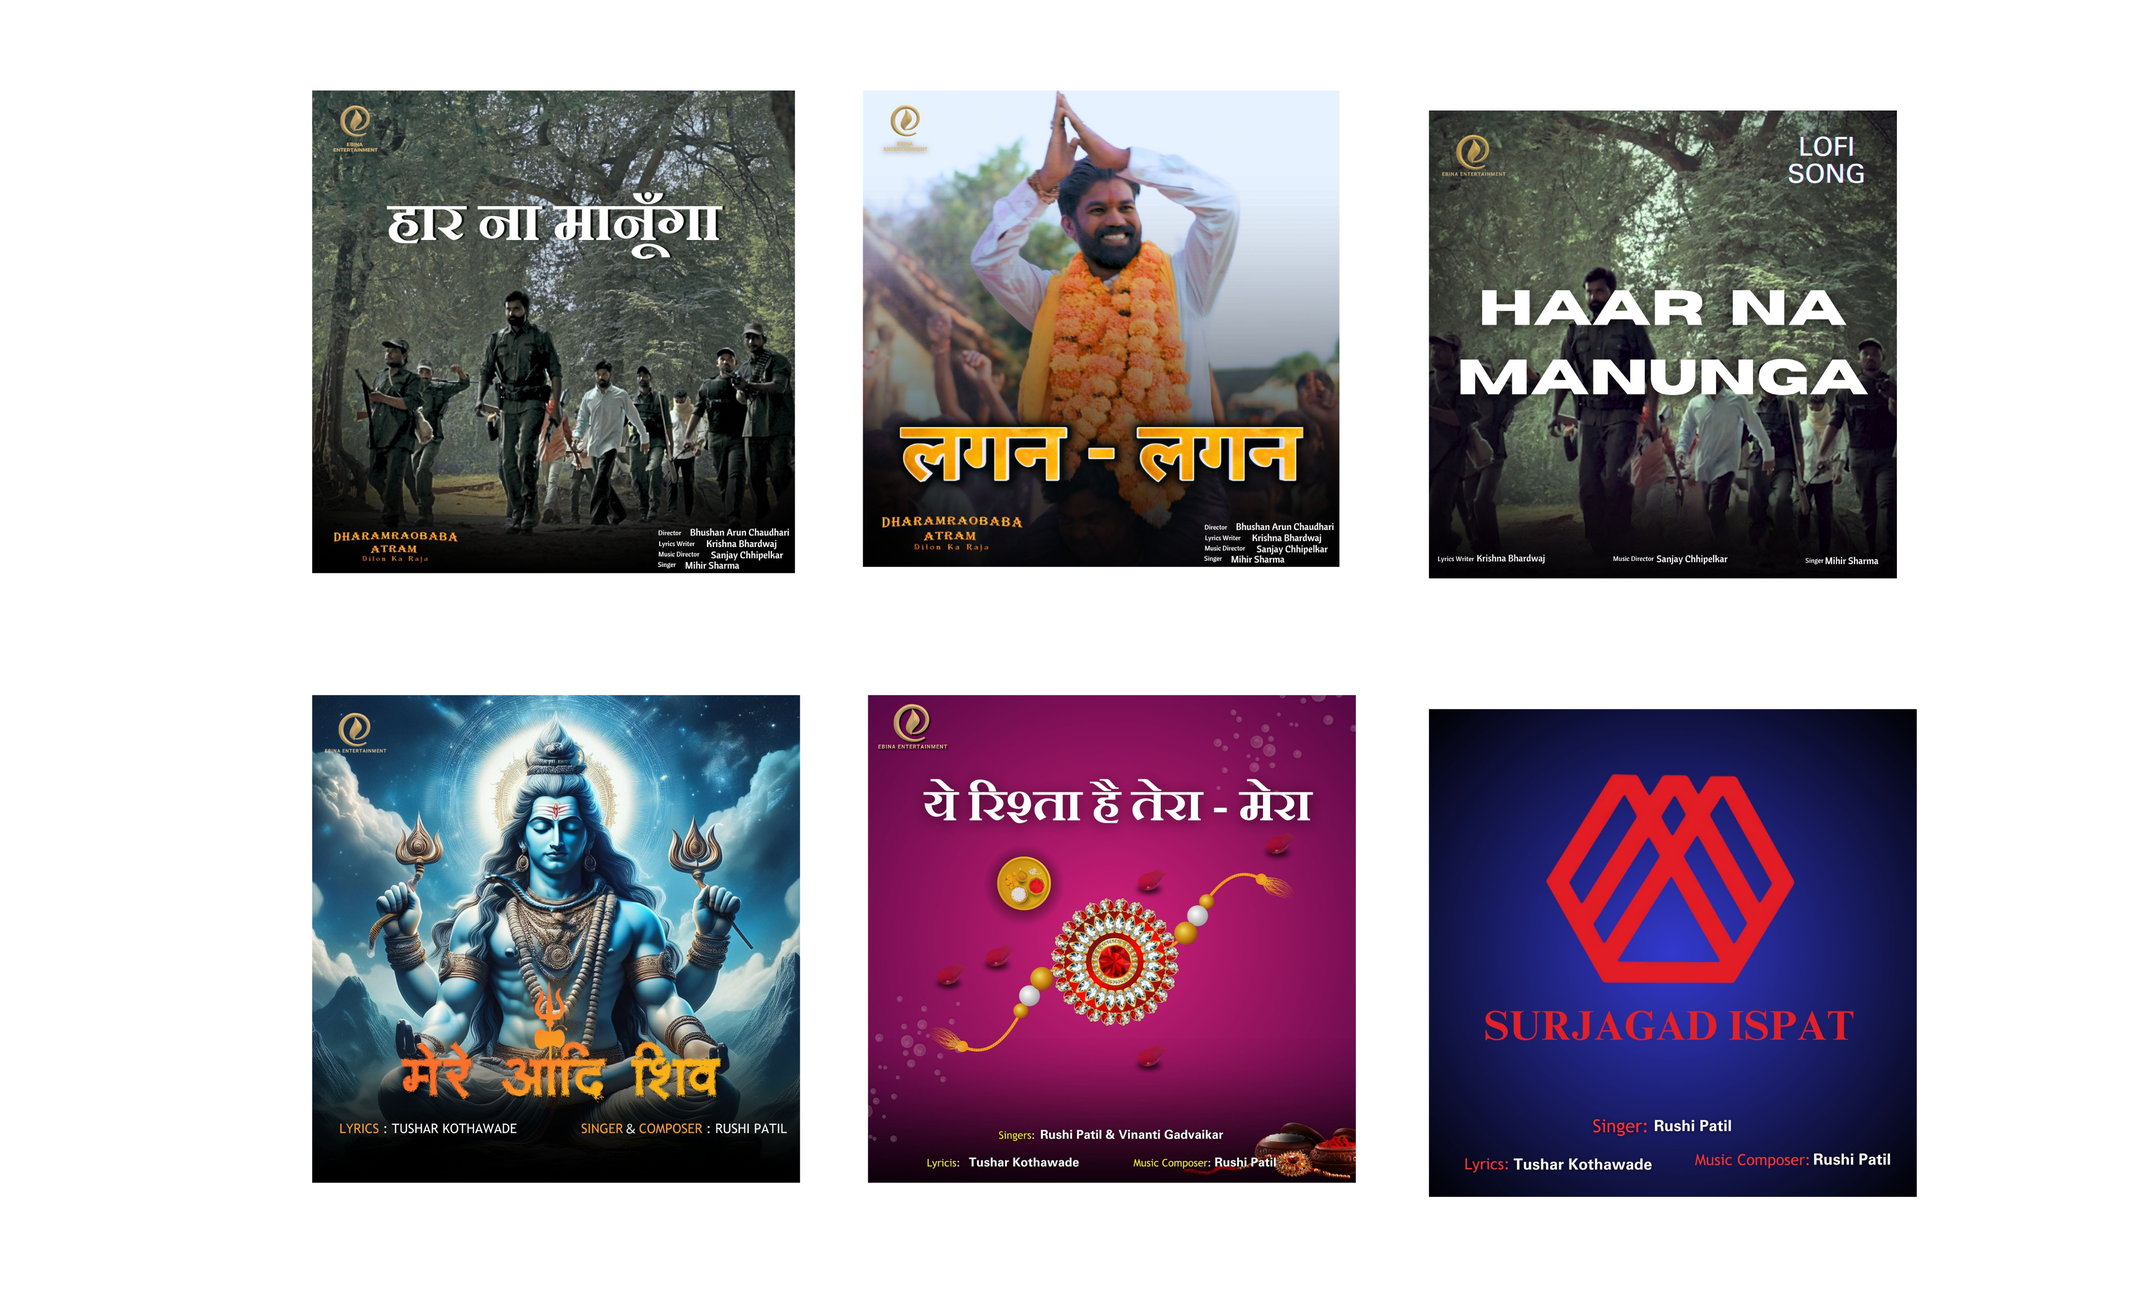 EBINA
ENTERTAINMENT
हार ना मानूँगा
DHARAMRAOBABA
ATRAM
Dilon Ka Raja
Director Bhushan Arun Chaudhari
Lyrics Writer Krishna Bhardwaj
Music Director Sanjay Chhipelkar
Singer Mihir Sharma
EBINA
ENTERTAINMENT
लगन - लगन
DHARAMRAOBABA
ATRAM
Dilon Ka Raja
Director Bhushan Arun Chaudhari
Lyrics Writer Krishna Bhardwaj
Music Director Sanjay Chhipelkar
Singer Mihir Sharma
EBINA ENTERTAINMENT
LOFI
SONG
HAAR NA
MANUNGA
Lyrics Writer Krishna Bhardwaj Music Director Sanjay Chhipelkar Singer Mihir Sharma
EBINA ENTERTAINMENT
मेरे आदि शिव
LYRICS : TUSHAR KOTHAWADE SINGER & COMPOSER : RUSHI PATIL
EBINA ENTERTAINMENT
ये रिश्ता है तेरा - मेरा
Singers: Rushi Patil & Vinanti Gadvaikar
Lyricis: Tushar Kothawade Music Composer: Rushi Patil
SURJAGAD ISPAT
Singer: Rushi Patil
Lyrics: Tushar Kothawade Music Composer: Rushi Patil